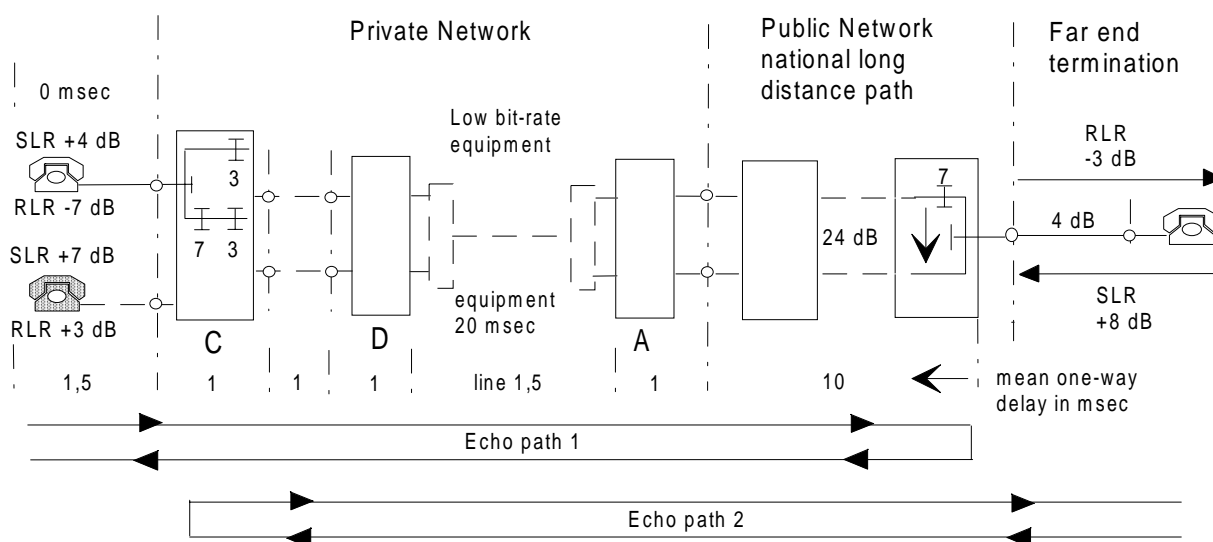 Private Network
Public Network
national long
distance path
Far end
termination
0 msec
SLR +4 dB
RLR -7 dB
SLR +7 dB
RLR +3 dB
3
7 3
C
D
Low bit-rate
equipment
equipment
20 msec
A
24 dB
7
RLR
-3 dB
4 dB
SLR
+8 dB
1,5
1
1
1
line 1,5
1
10
mean one-way
delay in msec
Echo path 1
Echo path 2